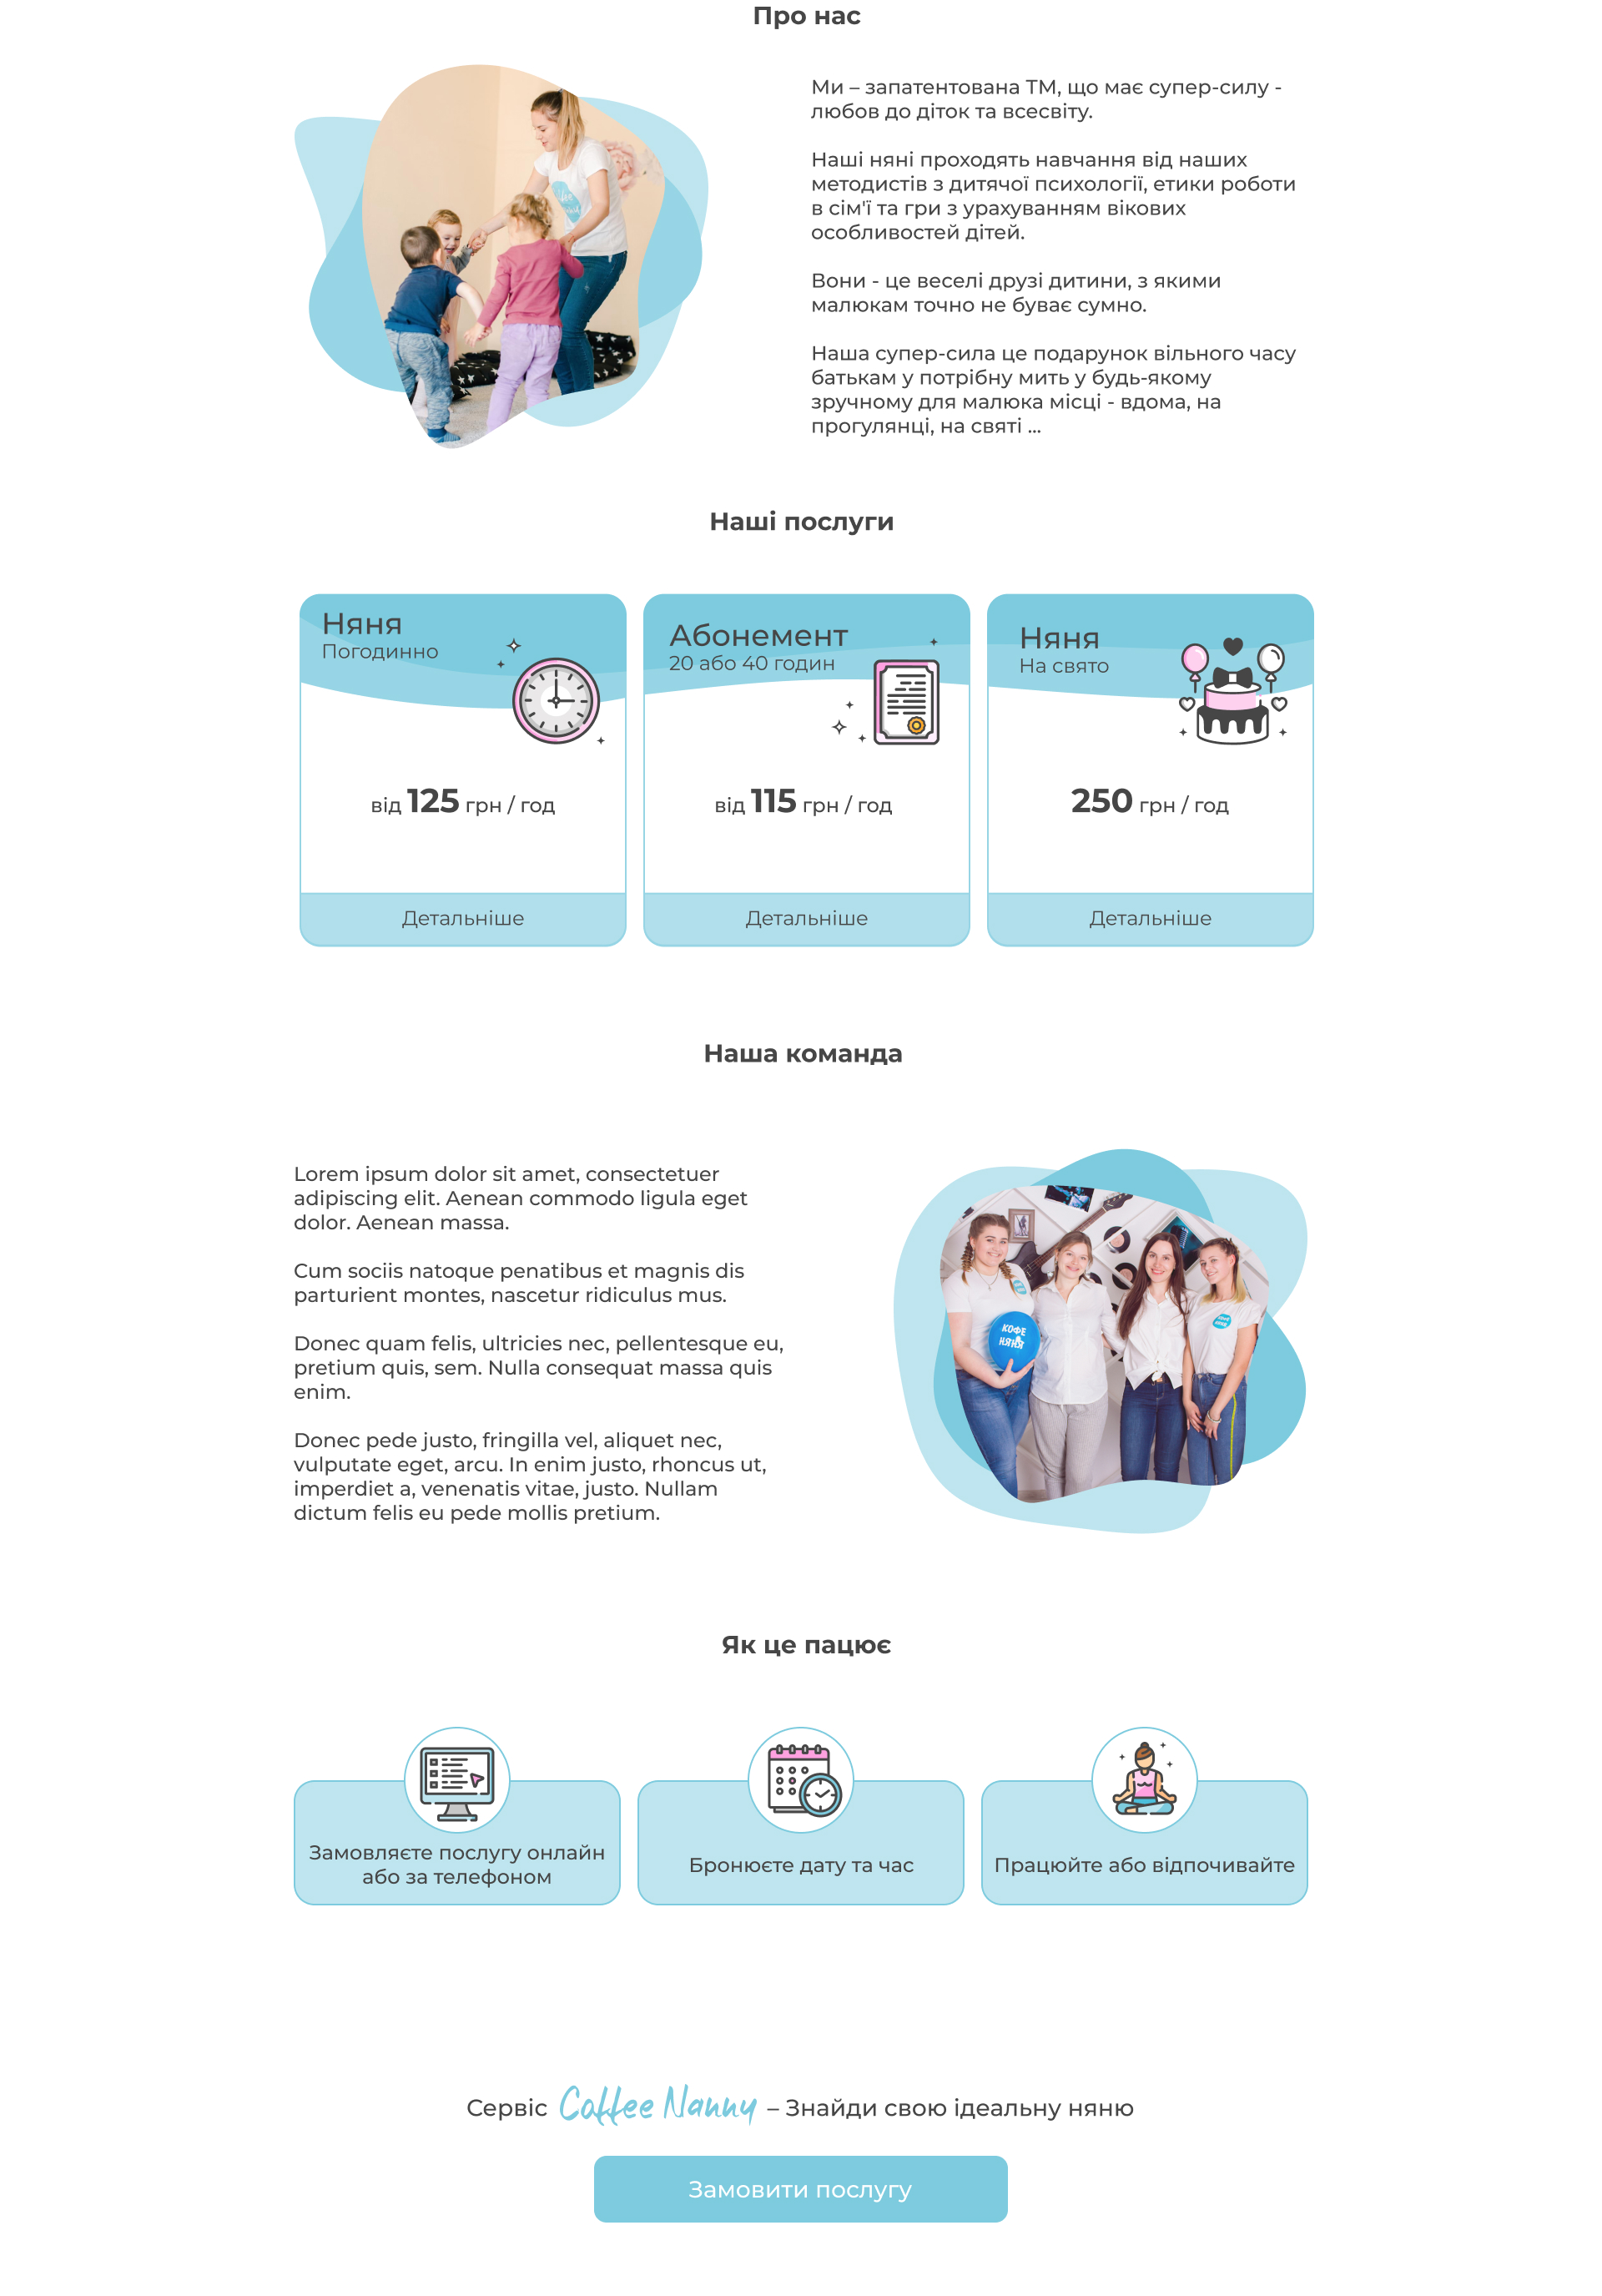 Про нас
Ми – запатентована ТМ, що має супер-силу -
любов до діток та всесвіту.
Наші няні проходять навчання від наших
методистів з дитячої психології, етики роботи
в сім'ї та гри з урахуванням вікових
особливостей дітей.
Вони - це веселі друзі дитини, з якими
малюкам точно не буває сумно.
Наша супер-сила це подарунок вільного часу
батькам у потрібну мить у будь-якому
зручному для малюка місці - вдома, на
прогулянці, на святі ...
Наші послуги
Няня
Погодинно
від 125 грн / год
Детальніше
Абонемент
20 або 40 годин
від 115 грн / год
Детальніше
Няня
На свято
250 грн / год
Детальніше
Наша команда
Lorem ipsum dolor sit amet, consectetuer
adipiscing elit. Aenean commodo ligula eget
dolor. Aenean massa.
Cum sociis natoque penatibus et magnis dis
parturient montes, nascetur ridiculus mus.
Donec quam felis, ultricies nec, pellentesque eu,
pretium quis, sem. Nulla consequat massa quis
enim.
Donec pede justo, fringilla vel, aliquet nec,
vulputate eget, arcu. In enim justo, rhoncus ut,
imperdiet a, venenatis vitae, justo. Nullam
dictum felis eu pede mollis pretium.
КОФЕ
НЯНЯ
Як це пацює
Замовляєте послугу онлайн
або за телефоном
Бронюєте дату та час
Працюйте або відпочивайте
Сервіс Coffee Nanny – Знайди свою ідеальну няню
Замовити послугу